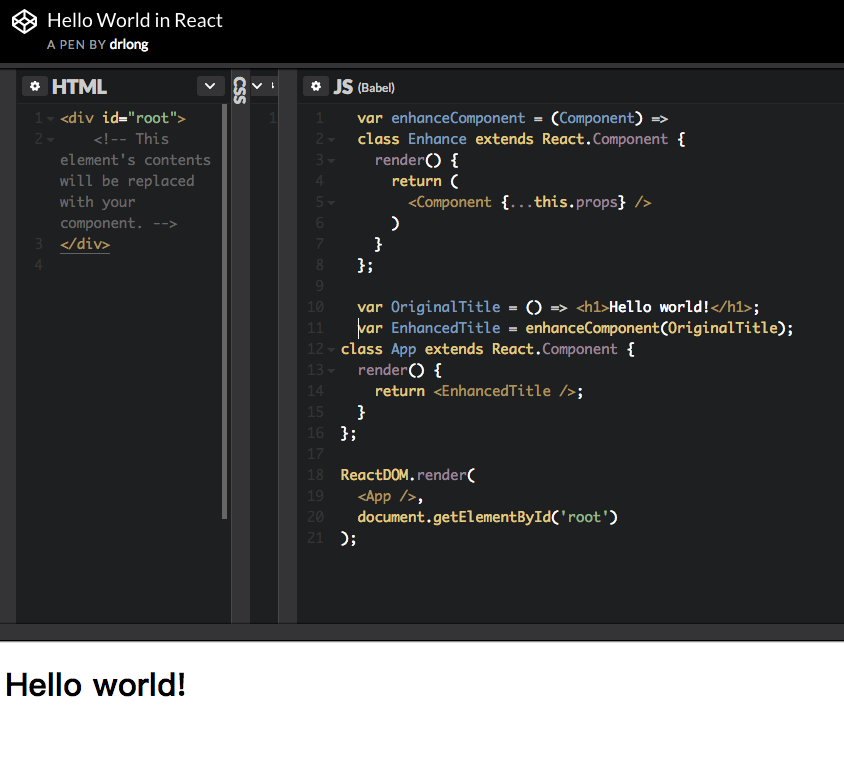 Hello World in React
A PEN BY drlong
HTML
1 <div id="root">
2 <!-- This
element's contents
will be replaced
with your
component. -->
3 </div>
4
CSS
1
JS (Babel)
1 var enhanceComponent = (Component) =>
2 class Enhance extends React.Component {
3 render() {
4 return (
5 <Component {...this.props} />
6 )
7 }
8 };
9
10 var OriginalTitle = () => <h1>Hello world!</h1>;
11 var EnhancedTitle = enhanceComponent(OriginalTitle);
12 class App extends React.Component {
13 render() {
14 return <EnhancedTitle />;
15 }
16 };
17
18 ReactDOM.render(
19 <App />,
20 document.getElementById('root')
21 );
Hello world!